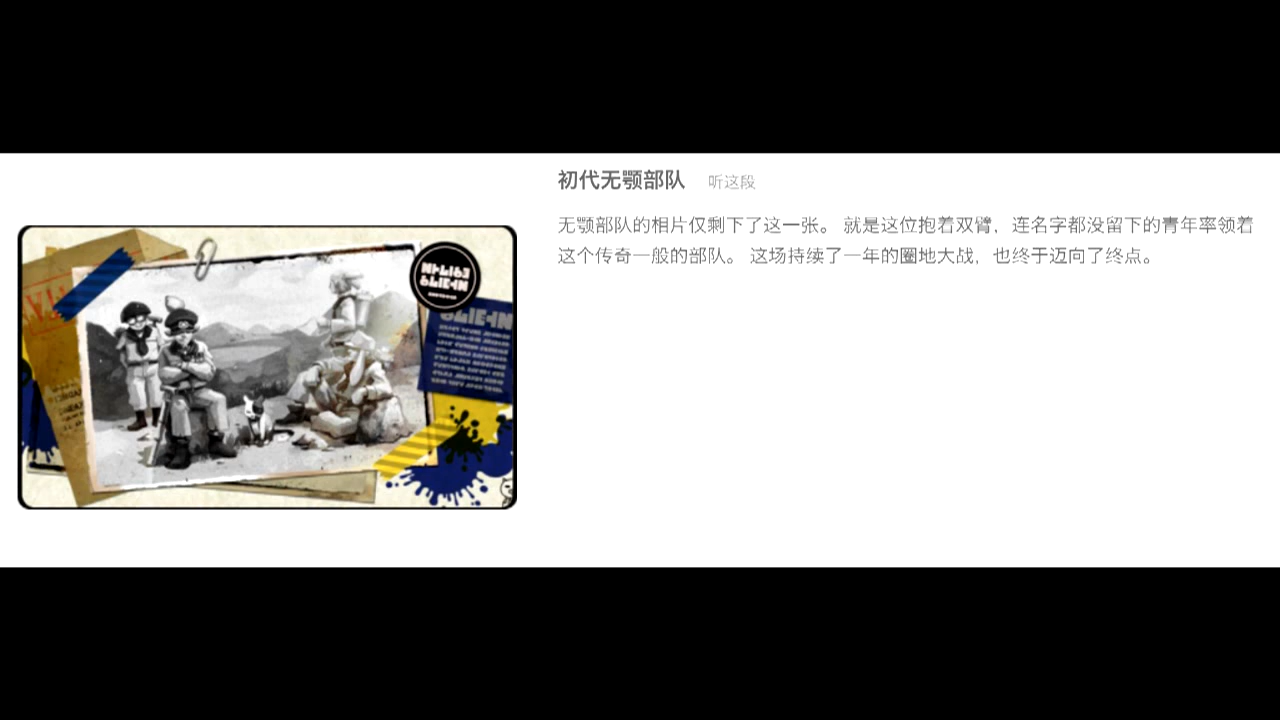 初代无颚部队 听这段
无颚部队的相片仅剩下了这一张。 就是这位抱着双臂，连名字都没留下的青年率领着
这个传奇一般的部队。 这场持续了一年的圈地大战，也终于迈向了终点。